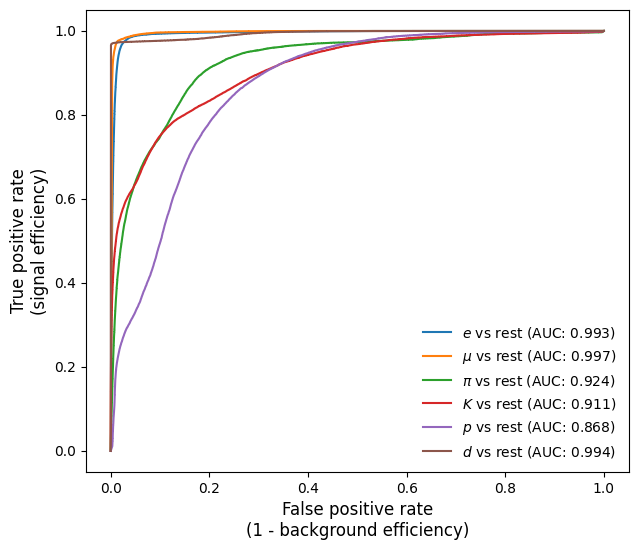 True positive rate
(signal efficiency)
1.0
0.8
0.6
0.4
0.2
0.0
e vs rest (AUC: 0.993)
μ vs rest (AUC: 0.997)
π vs rest (AUC: 0.924)
K vs rest (AUC: 0.911)
p vs rest (AUC: 0.868)
d vs rest (AUC: 0.994)
0.0 0.2 0.4 0.6 0.8 1.0
False positive rate
(1 - background efficiency)